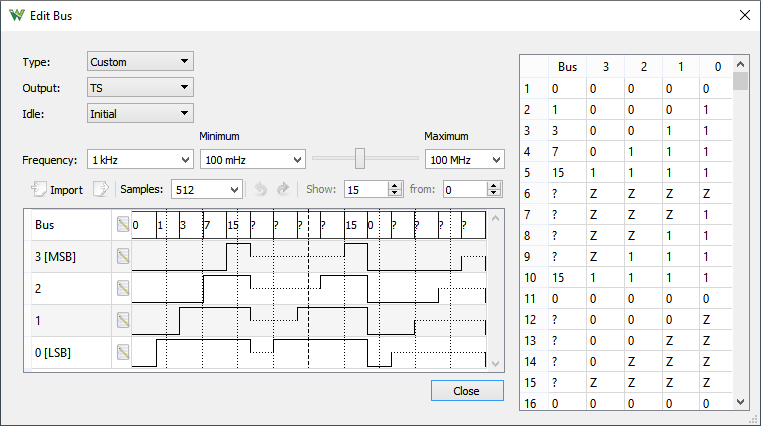 Edit Bus
Type: Custom
Output: TS
Idle: Initial
Minimum Maximum
Frequency: 1 kHz 100 mHz 100 MHz
Import Samples: 512 Show: 15 from: 0
Bus 0 1 3 7 15 ? ? ? ? 15 0 ? ? ? ?
3 [MSB]
2
1
0 [LSB]
Close
Bus 3 2 1 0
1 0 0 0 0 0
2 1 0 0 0 1
3 3 0 0 1 1
4 7 0 1 1 1
5 15 1 1 1 1
6 ? Z Z Z Z
7 ? Z Z Z 1
8 ? Z Z 1 1
9 ? Z 1 1 1
10 15 1 1 1 1
11 0 0 0 0 0
12 ? 0 0 0 Z
13 ? 0 0 Z Z
14 ? 0 Z Z Z
15 ? Z Z Z Z
16 0 0 0 0 0